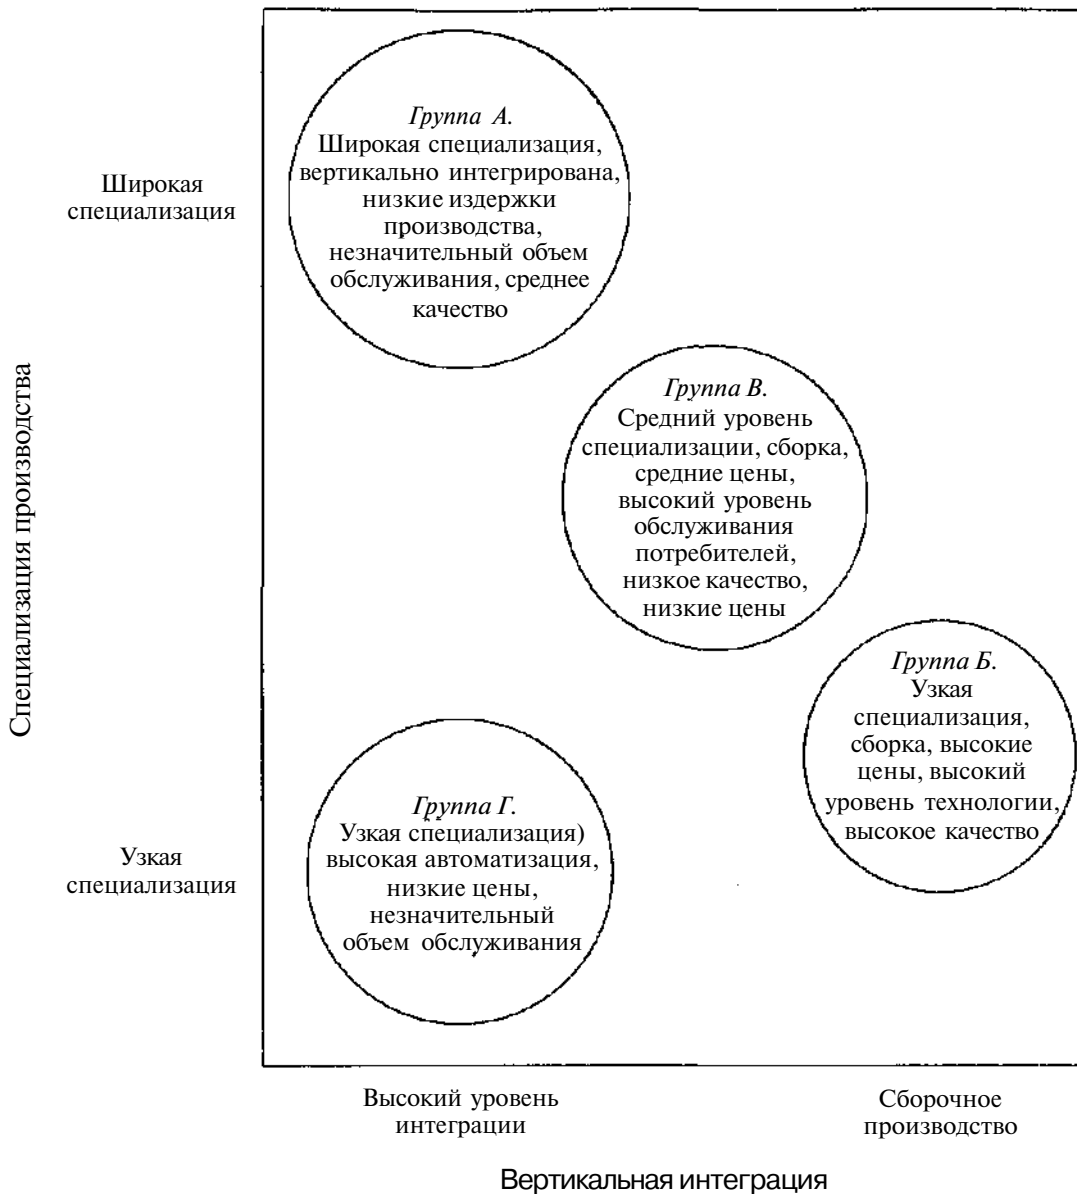 Группа А.
Широкая специализация,
вертикально интегрирована,
низкие издержки
производства,
незначительный объем
обслуживания, среднее
качество
Широкая
специализация
Группа В.
Средний уровень
специализации, сборка,
средние цены,
высокий уровень
обслуживания
потребителей,
низкое качество,
низкие цены
Специализация производства
Группа Б.
Узкая
специализация,
сборка, высокие
цены, высокий
уровень технологии,
высокое качество
Группа Г.
Узкая специализация)
высокая автоматизация,
низкие цены,
незначительный
объем обслуживания
Узкая
специализация
Высокий уровень
интеграции
Сборочное
производство
Вертикальная интеграция